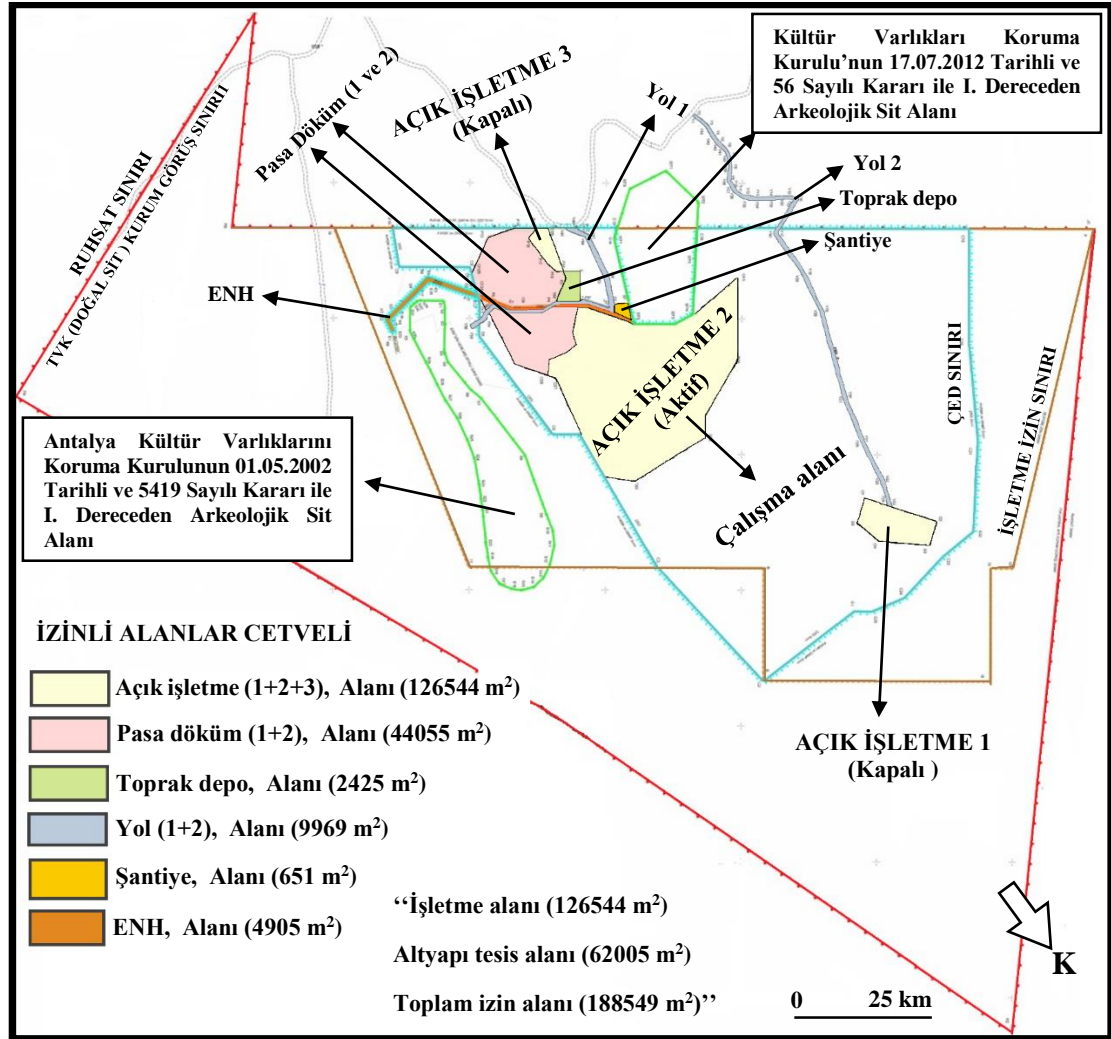 Kültür Varlıkları Koruma
Kurulu’nun 17.07.2012 Tarihli ve
56 Sayılı Kararı ile I. Dereceden
Arkeolojik Sit Alanı
Pasa Döküm (1 ve 2)
AÇIK İŞLETME 3
(Kapalı)
Yol 1
Yol 2
Toprak depo
Şantiye
RUHSAT SINIRI
TVK (DOĞAL SİT ) KURUM GÖRÜŞ SINIRI1
ENH
AÇIK İŞLETME 2
(Aktif)
Çalışma alanı
ÇED SINIRI
İŞLETME İZİN SINIRI
Antalya Kültür Varlıklarını
Koruma Kurulunun 01.05.2002
Tarihli ve 5419 Sayılı Kararı ile
I. Dereceden Arkeolojik Sit
Alanı
AÇIK İŞLETME 1
(Kapalı )
İZİNLİ ALANLAR CETVELİ
Açık işletme (1+2+3), Alanı (126544 m²)
Pasa döküm (1+2), Alanı (44055 m²)
Toprak depo, Alanı (2425 m²)
Yol (1+2), Alanı (9969 m²)
Şantiye, Alanı (651 m²)
ENH, Alanı (4905 m²)
‘‘İşletme alanı (126544 m²)
Altyapı tesis alanı (62005 m²)
Toplam izin alanı (188549 m²)’’
0 25 km
K